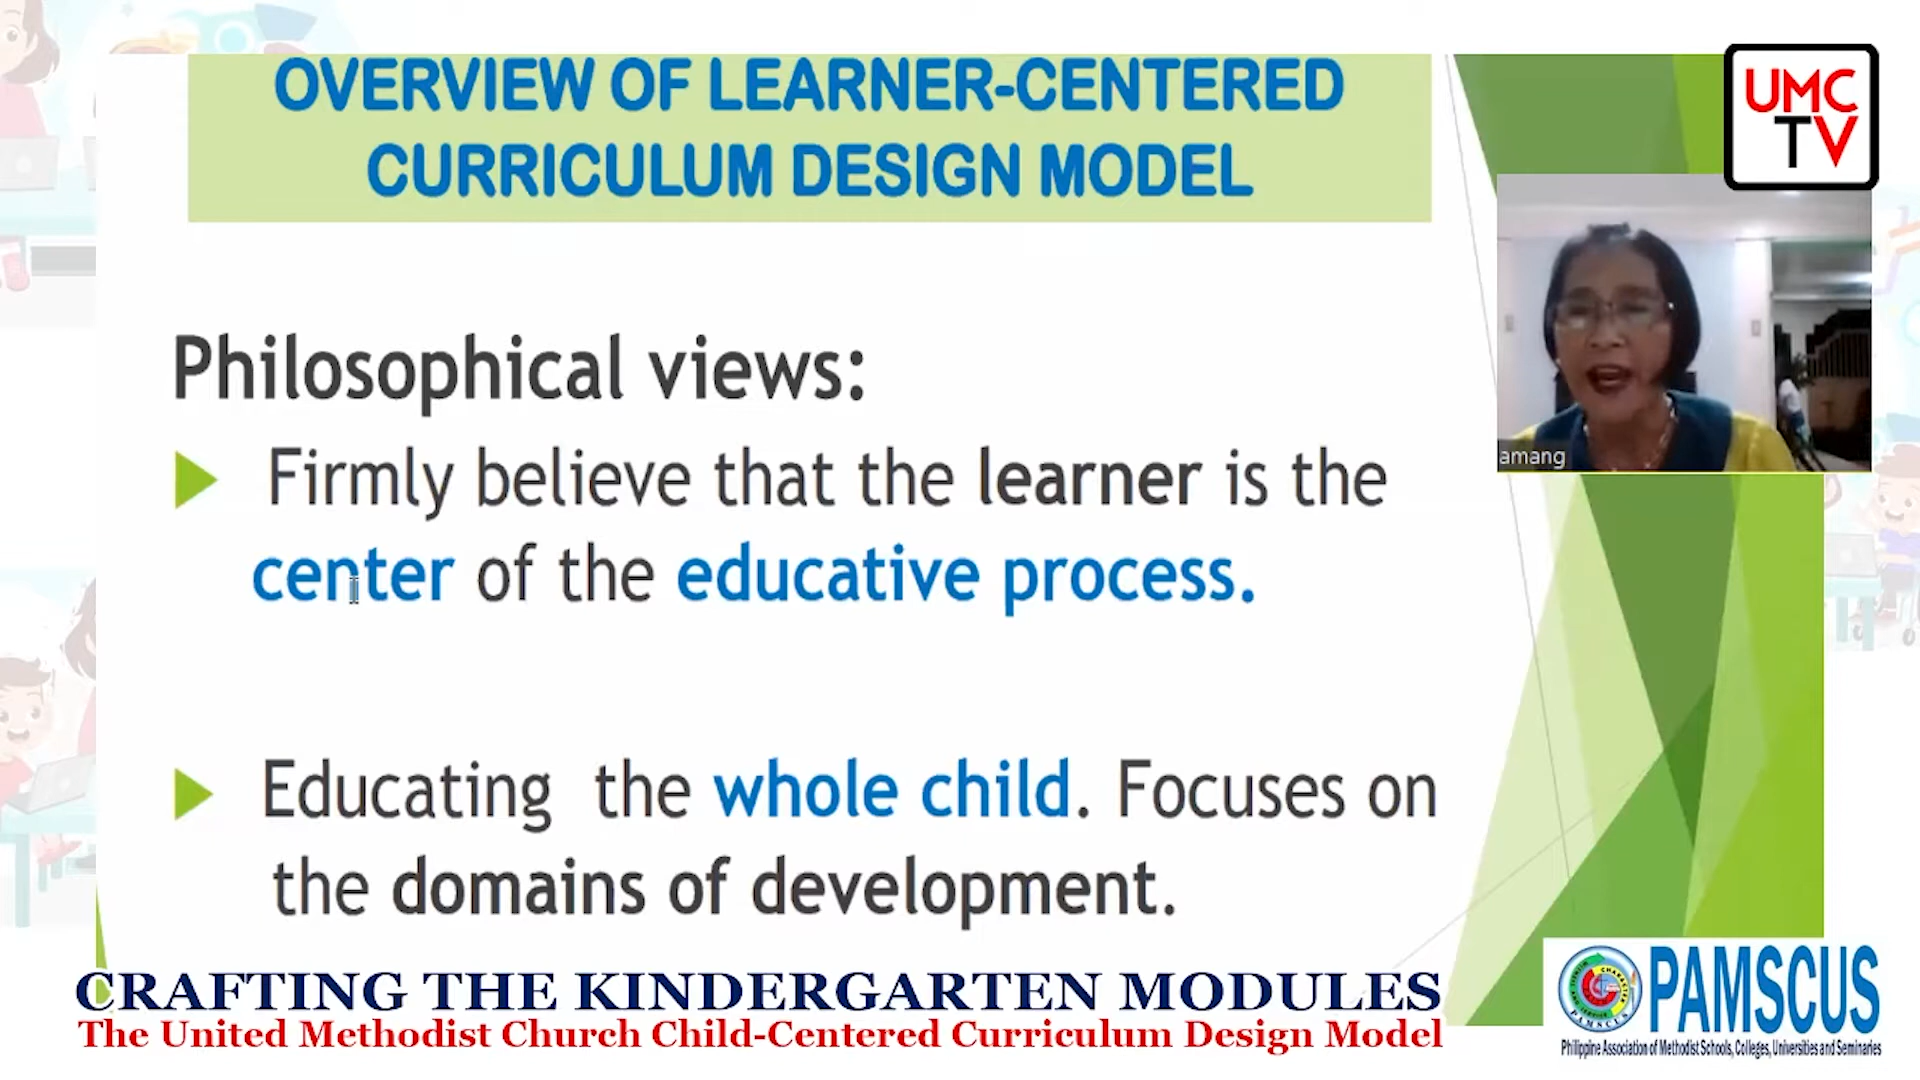 OVERVIEW OF LEARNER-CENTERED
CURRICULUM DESIGN MODEL
UMC
TV
Philosophical views:
Firmly believe that the learner is the
center of the educative process.
amang
Educating the whole child. Focuses on
the domains of development.
CRAFTING THE KINDERGARTEN MODULES
The United Methodist Church Child-Centered Curriculum Design Model
PAMSCUS
Philippine Association of Methodist Schools, Colleges, Universities and Seminaries